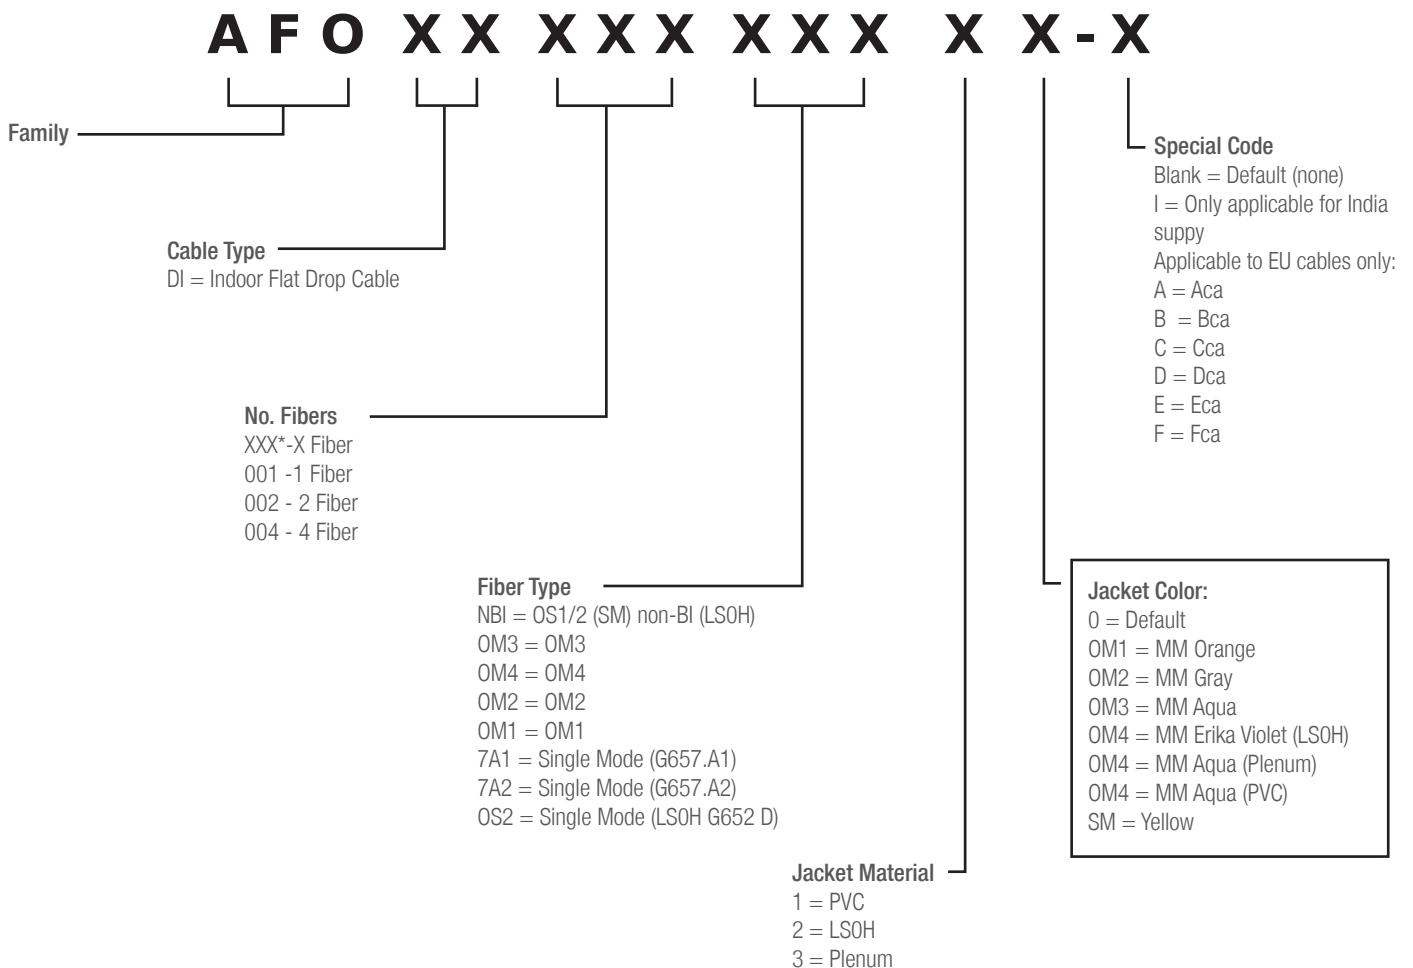 A F O X X X X X X X X X X - X
Family
Special Code
Blank = Default (none)
I = Only applicable for India
suppy
Applicable to EU cables only:
A = Aca
B = Bca
C = Cca
D = Dca
E = Eca
F = Fca
Cable Type
DI = Indoor Flat Drop Cable
No. Fibers
XXX*-X Fiber
001 -1 Fiber
002 - 2 Fiber
004 - 4 Fiber
Fiber Type
NBI = OS1/2 (SM) non-BI (LS0H)
OM3 = OM3
OM4 = OM4
OM2 = OM2
OM1 = OM1
7A1 = Single Mode (G657.A1)
7A2 = Single Mode (G657.A2)
OS2 = Single Mode (LS0H G652 D)
Jacket Color:
0 = Default
OM1 = MM Orange
OM2 = MM Gray
OM3 = MM Aqua
OM4 = MM Erika Violet (LS0H)
OM4 = MM Aqua (Plenum)
OM4 = MM Aqua (PVC)
SM = Yellow
Jacket Material
1 = PVC
2 = LS0H
3 = Plenum